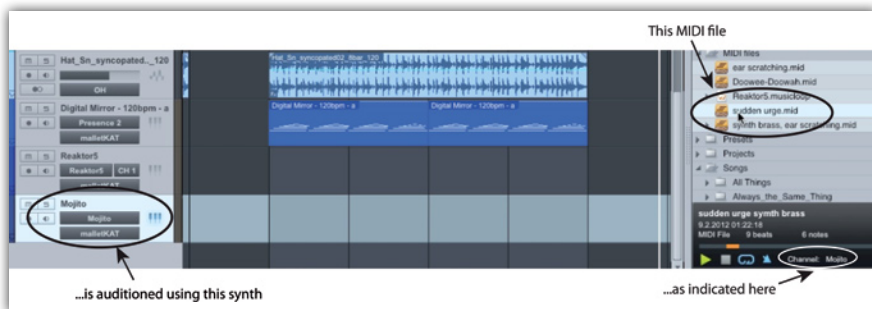 This MIDI file
Hat_Sn_syncopated.._120
OH
Digital Mirror - 120bpm - a
Presence 2
malletKAT
Reaktor5
Reaktor5 CH 1
malletKAT
Mojito
Mojito
malletKAT
Hat_Sn_syncopated02_8bar_120
Digital Mirror - 120bpm - a
Digital Mirror - 120bpm - a
MIDI files
ear scratching.mid
Doowee-Doowah.mid
Reaktor5.musicloop
sudden urge.mid
symth brass, ear scratching.mid
Presets
Projects
Songs
All Things
Always_the_Same_Thing
sudden urge symth brass
9.2.2012 01:22:18
MIDI File 9 beats 6 notes
Channel: Mojito
...is auditioned using this synth
...as indicated here